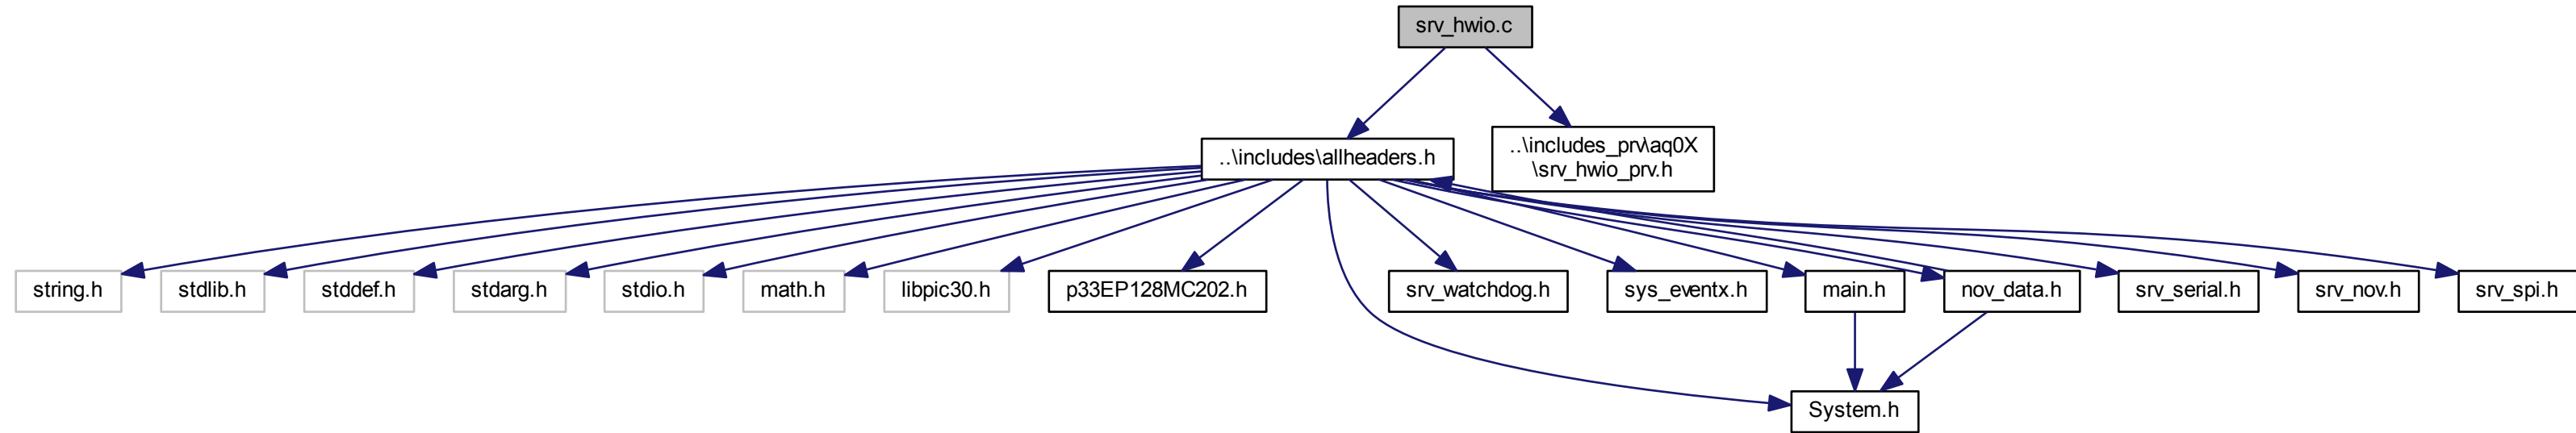 srv_hwio.c
..\includes\allheaders.h
..\includes_prv\aq0X
\srv_hwio_prv.h
string.h
stdlib.h
stddef.h
stdarg.h
stdio.h
math.h
libpic30.h
p33EP128MC202.h
srv_watchdog.h
sys_eventx.h
main.h
nov_data.h
srv_serial.h
srv_nov.h
srv_spi.h
System.h